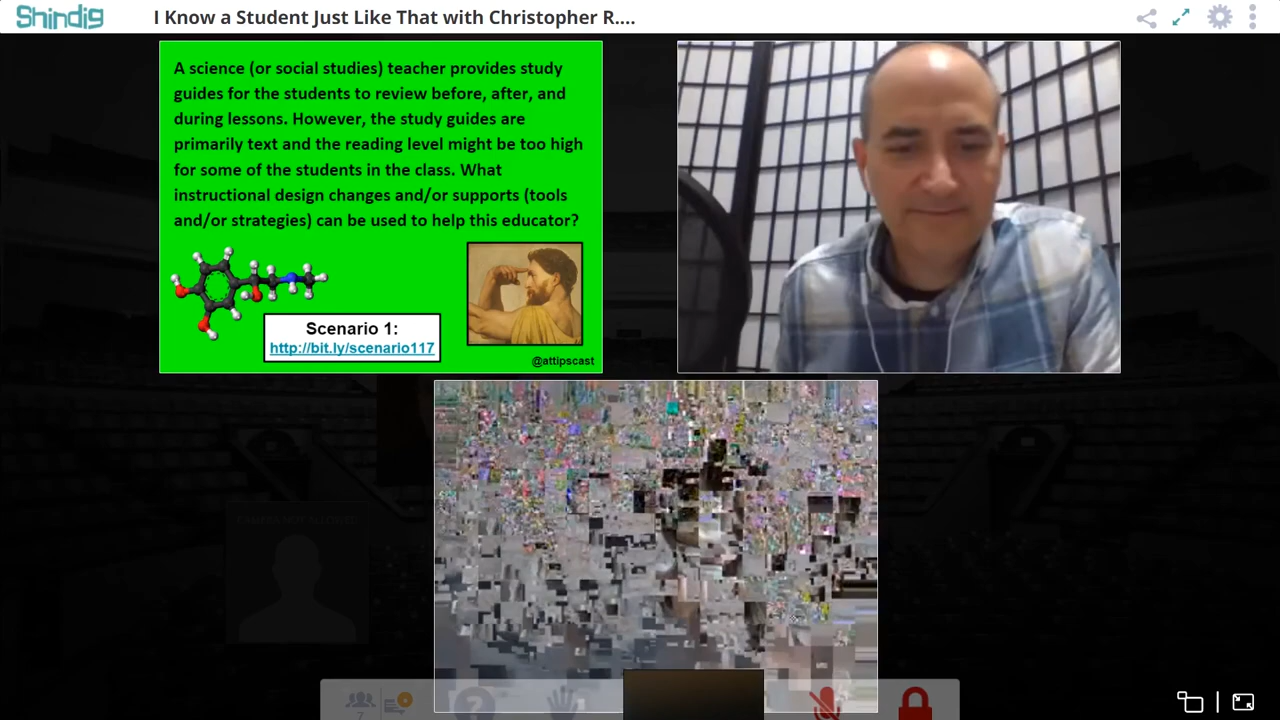 Shindig
I Know a Student Just Like That with Christopher R....
A science (or social studies) teacher provides study
guides for the students to review before, after, and
during lessons. However, the study guides are
primarily text and the reading level might be too high
for some of the students in the class. What
instructional design changes and/or supports (tools
and/or strategies) can be used to help this educator?
Scenario 1:
http://bit.ly/scenario117
@attipscast
7